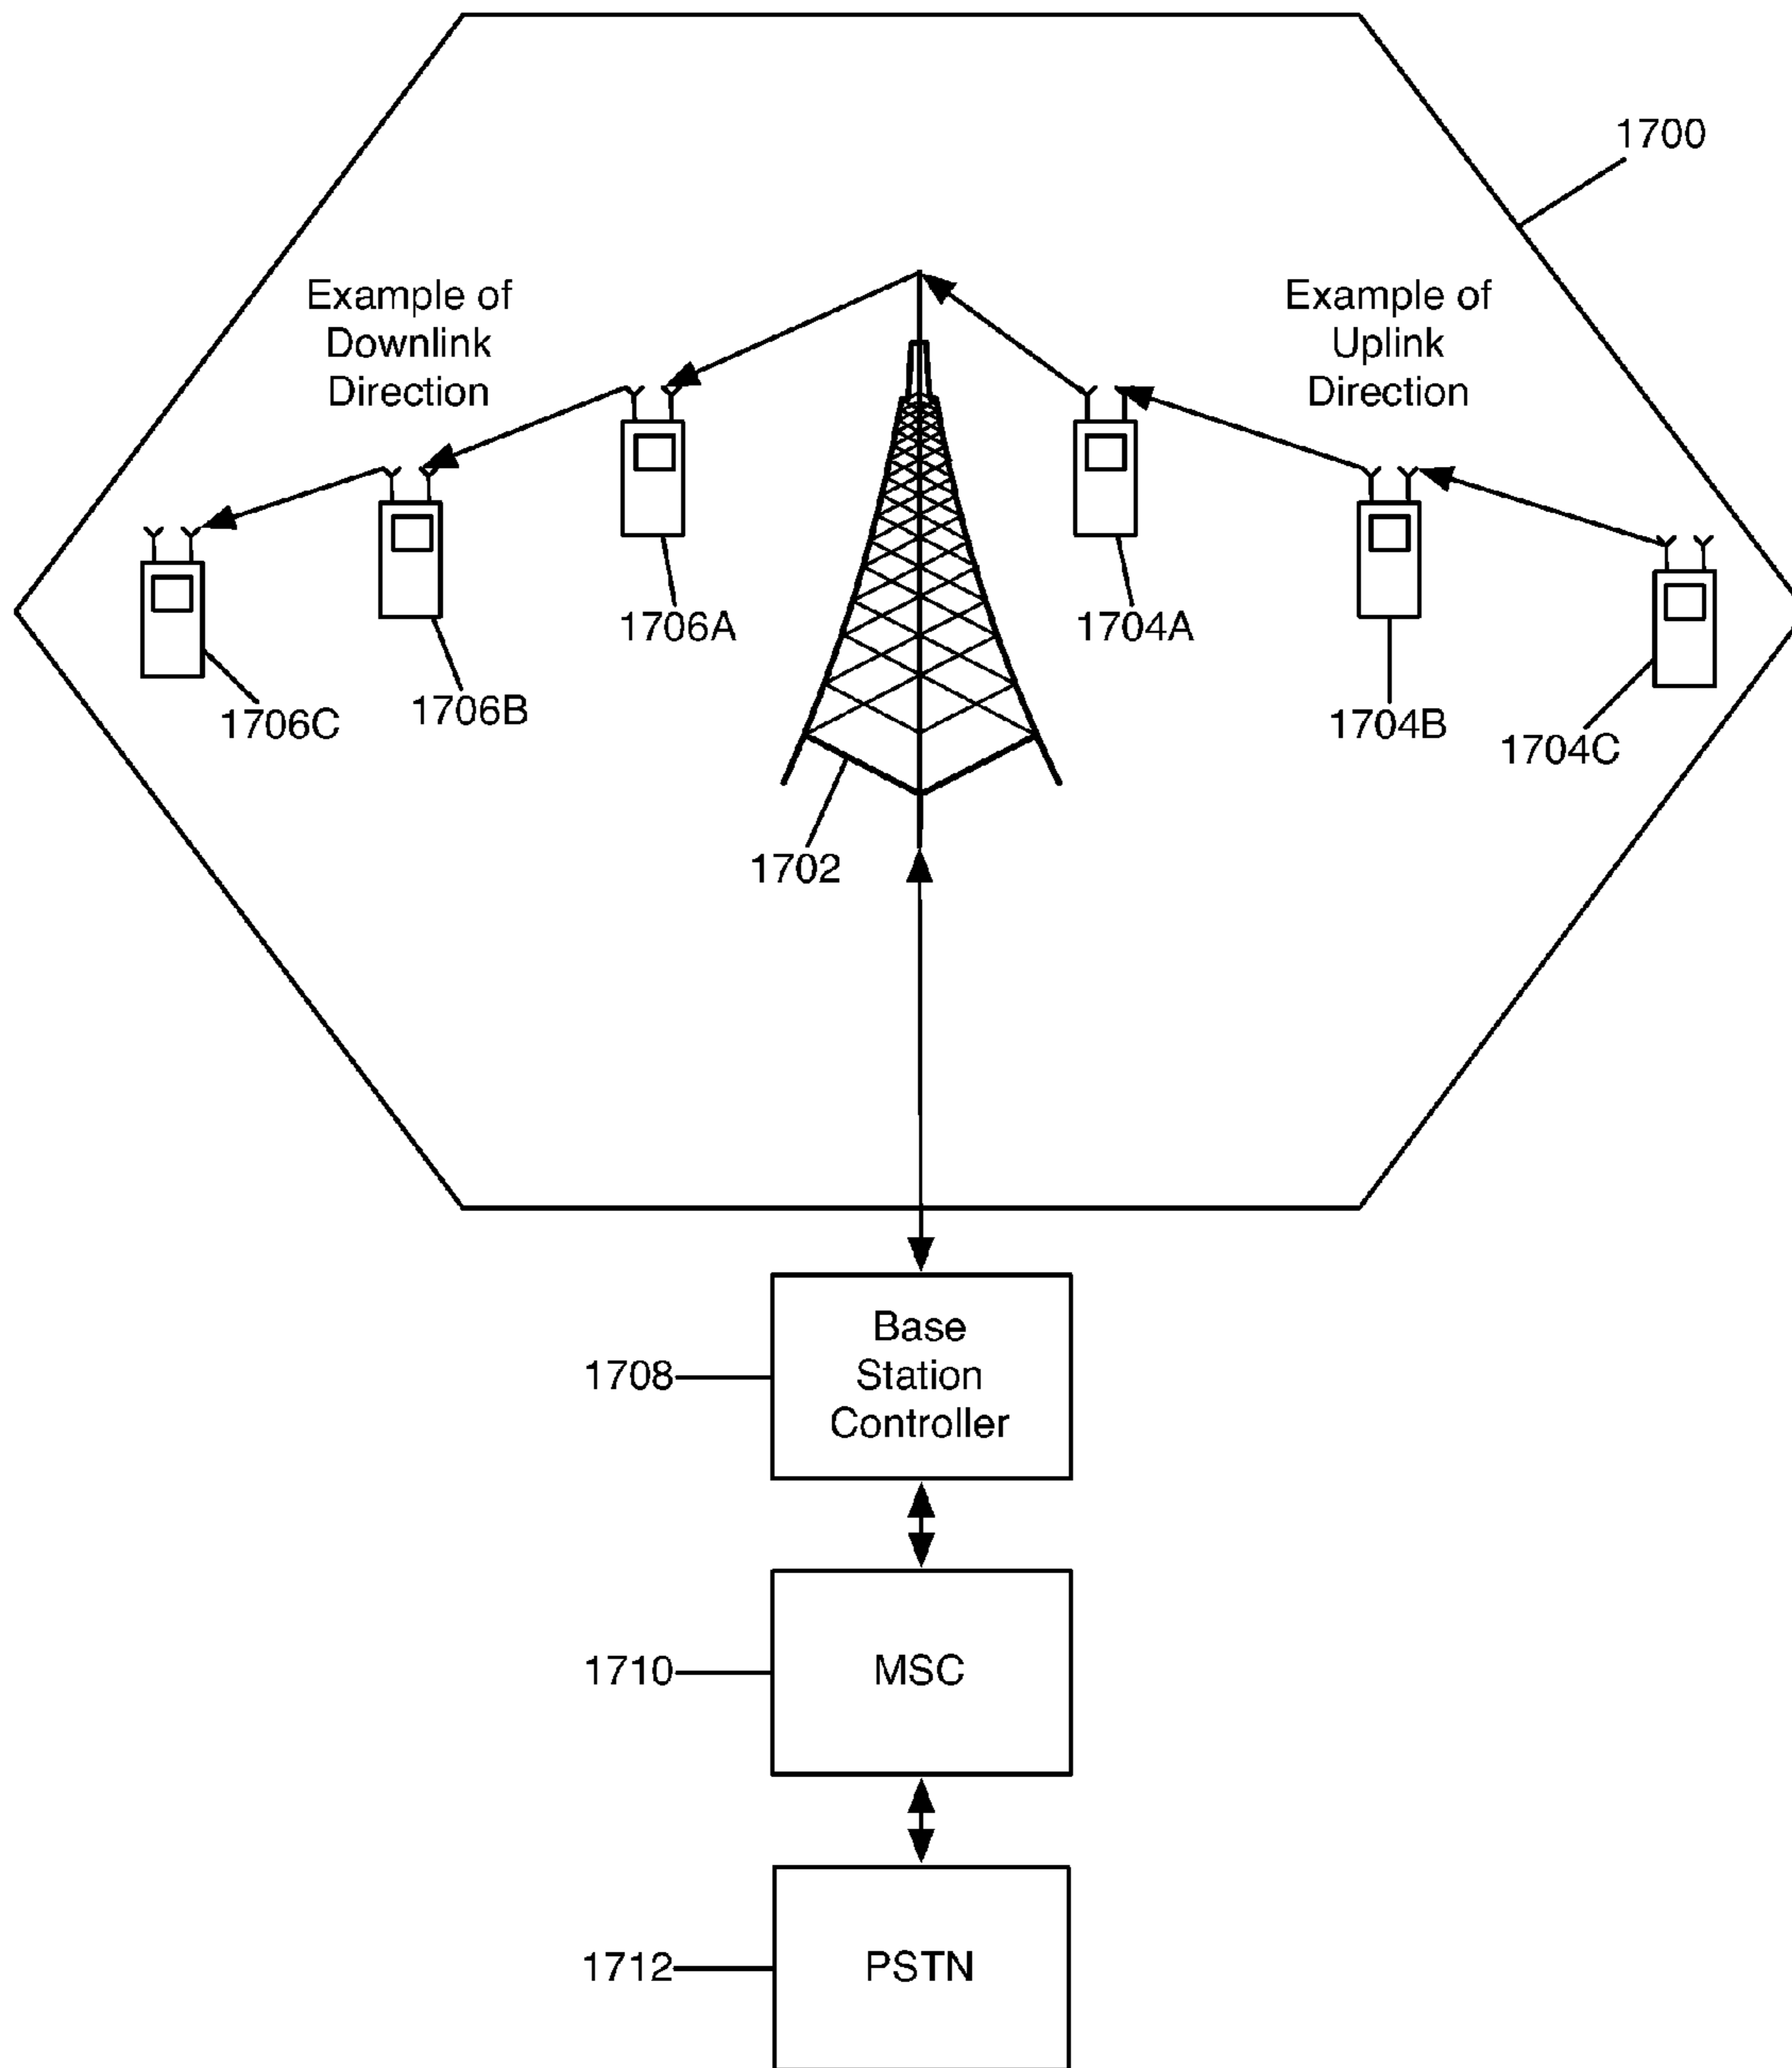 1700
Example of
Downlink
Direction
Example of
Uplink
Direction
1706A
1704A
1706B
1706C
1704B
1704C
1702
Base
Station
Controller
1708
MSC
1710
PSTN
1712